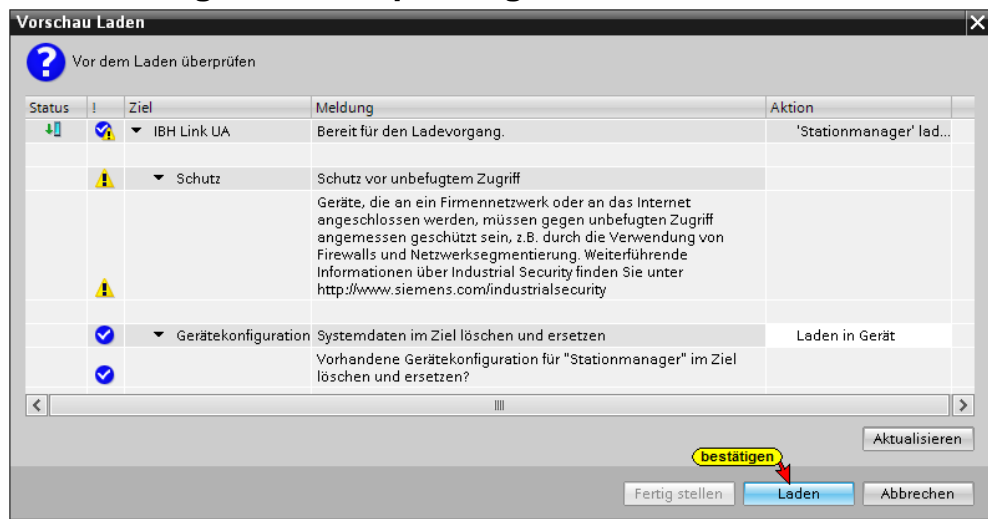 Vorschau Laden
Vor dem Laden überprüfen
Status ! Ziel Meldung Aktion
IBH Link UA Bereit für den Ladevorgang. 'Stationmanager' lad...
Schutz Schutz vor unbefugtem Zugriff
Geräte, die an ein Firmennetzwerk oder an das Internet
angeschlossen werden, müssen gegen unbefugten Zugriff
angemessen geschützt sein, z.B. durch die Verwendung von
Firewalls und Netzwerksegmentierung. Weiterführende
Informationen über Industrial Security finden Sie unter
http://www.siemens.com/industrialsecurity
Gerätekonfiguration Systemdaten im Ziel löschen und ersetzen Laden in Gerät
Vorhandene Gerätekonfiguration für "Stationmanager" im Ziel
löschen und ersetzen?
Aktualisieren
bestätigen
Fertig stellen Laden Abbrechen